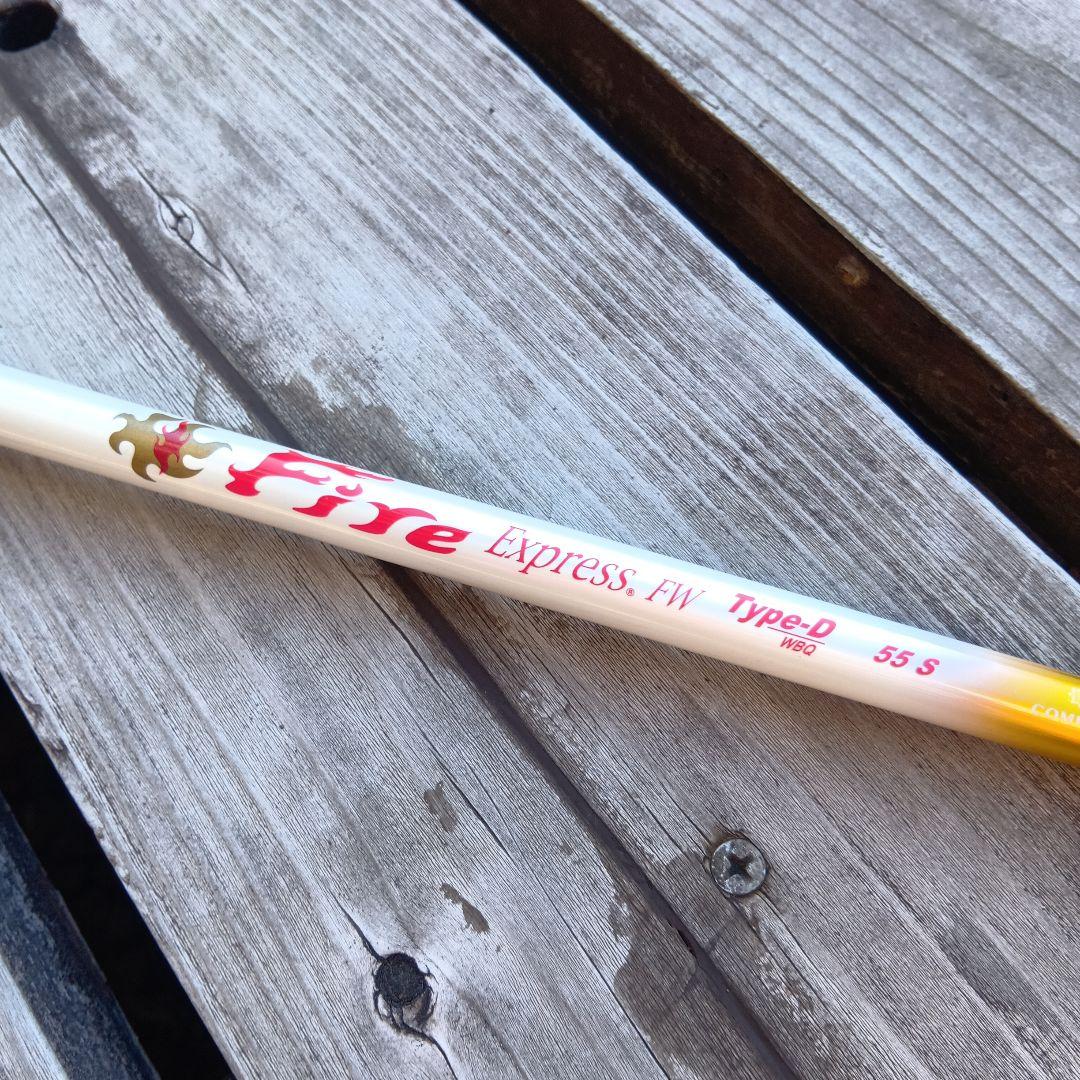 Fire Express® FW Type-D 55 S
WBQ